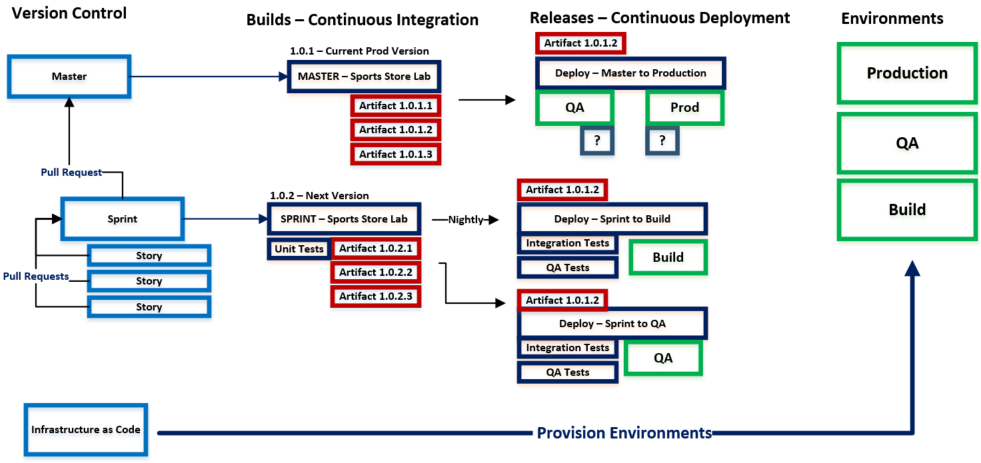 Version Control
Builds – Continuous Integration
Releases – Continuous Deployment
Environments
Master
1.0.1 – Current Prod Version
MASTER – Sports Store Lab
Artifact 1.0.1.1
Artifact 1.0.1.2
Artifact 1.0.1.3
Artifact 1.0.1.2
Deploy – Master to Production
QA
Prod
?
?
Production
QA
Build
Pull Request
Sprint
Story
Pull Requests
Story
Story
1.0.2 – Next Version
SPRINT – Sports Store Lab
Unit Tests
Artifact 1.0.2.1
Artifact 1.0.2.2
Artifact 1.0.2.3
Nightly
Artifact 1.0.1.2
Deploy – Sprint to Build
Integration Tests
QA Tests
Build
Artifact 1.0.1.2
Deploy – Sprint to QA
Integration Tests
QA Tests
QA
Infrastructure as Code
Provision Environments